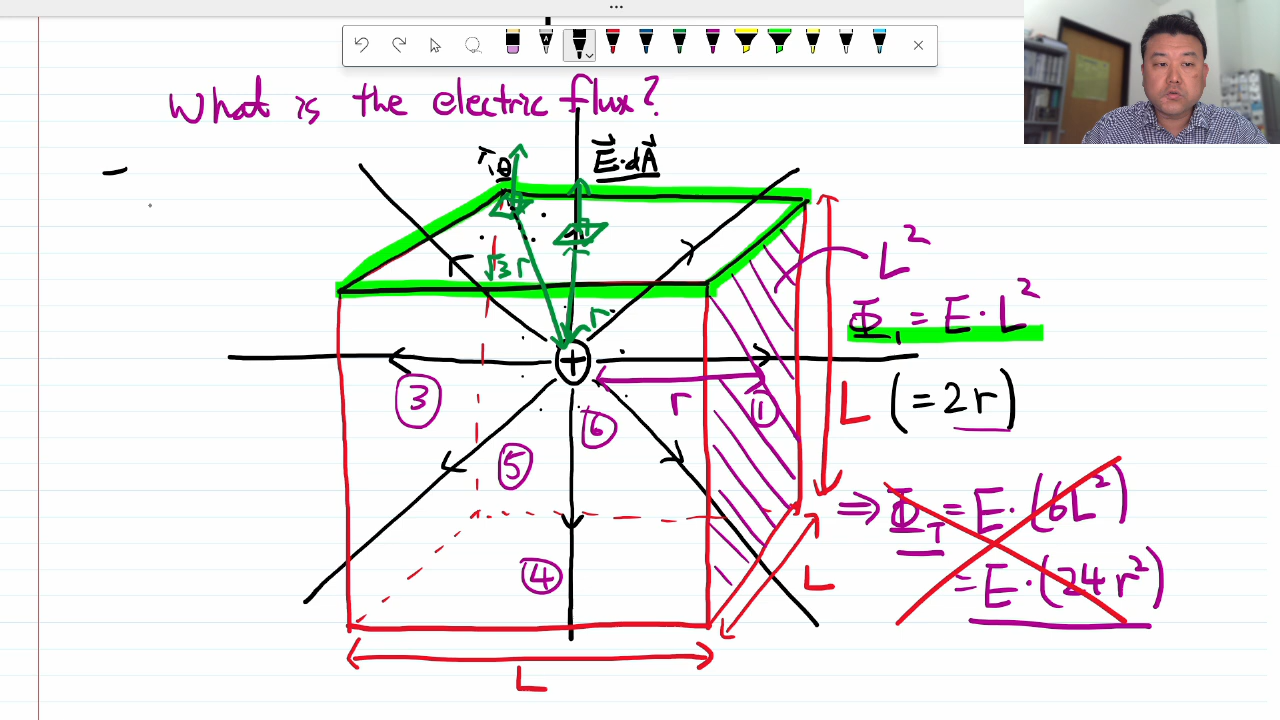 What is the electric flux?
θ E⃗·dA⃗
√3 r
r
L²
Φ₁ = E·L²
L (= 2r)
r ①
③
⑥
⑤
④
⇒ Φ_T = E·(6L²)
= E·(24r²)
L
L